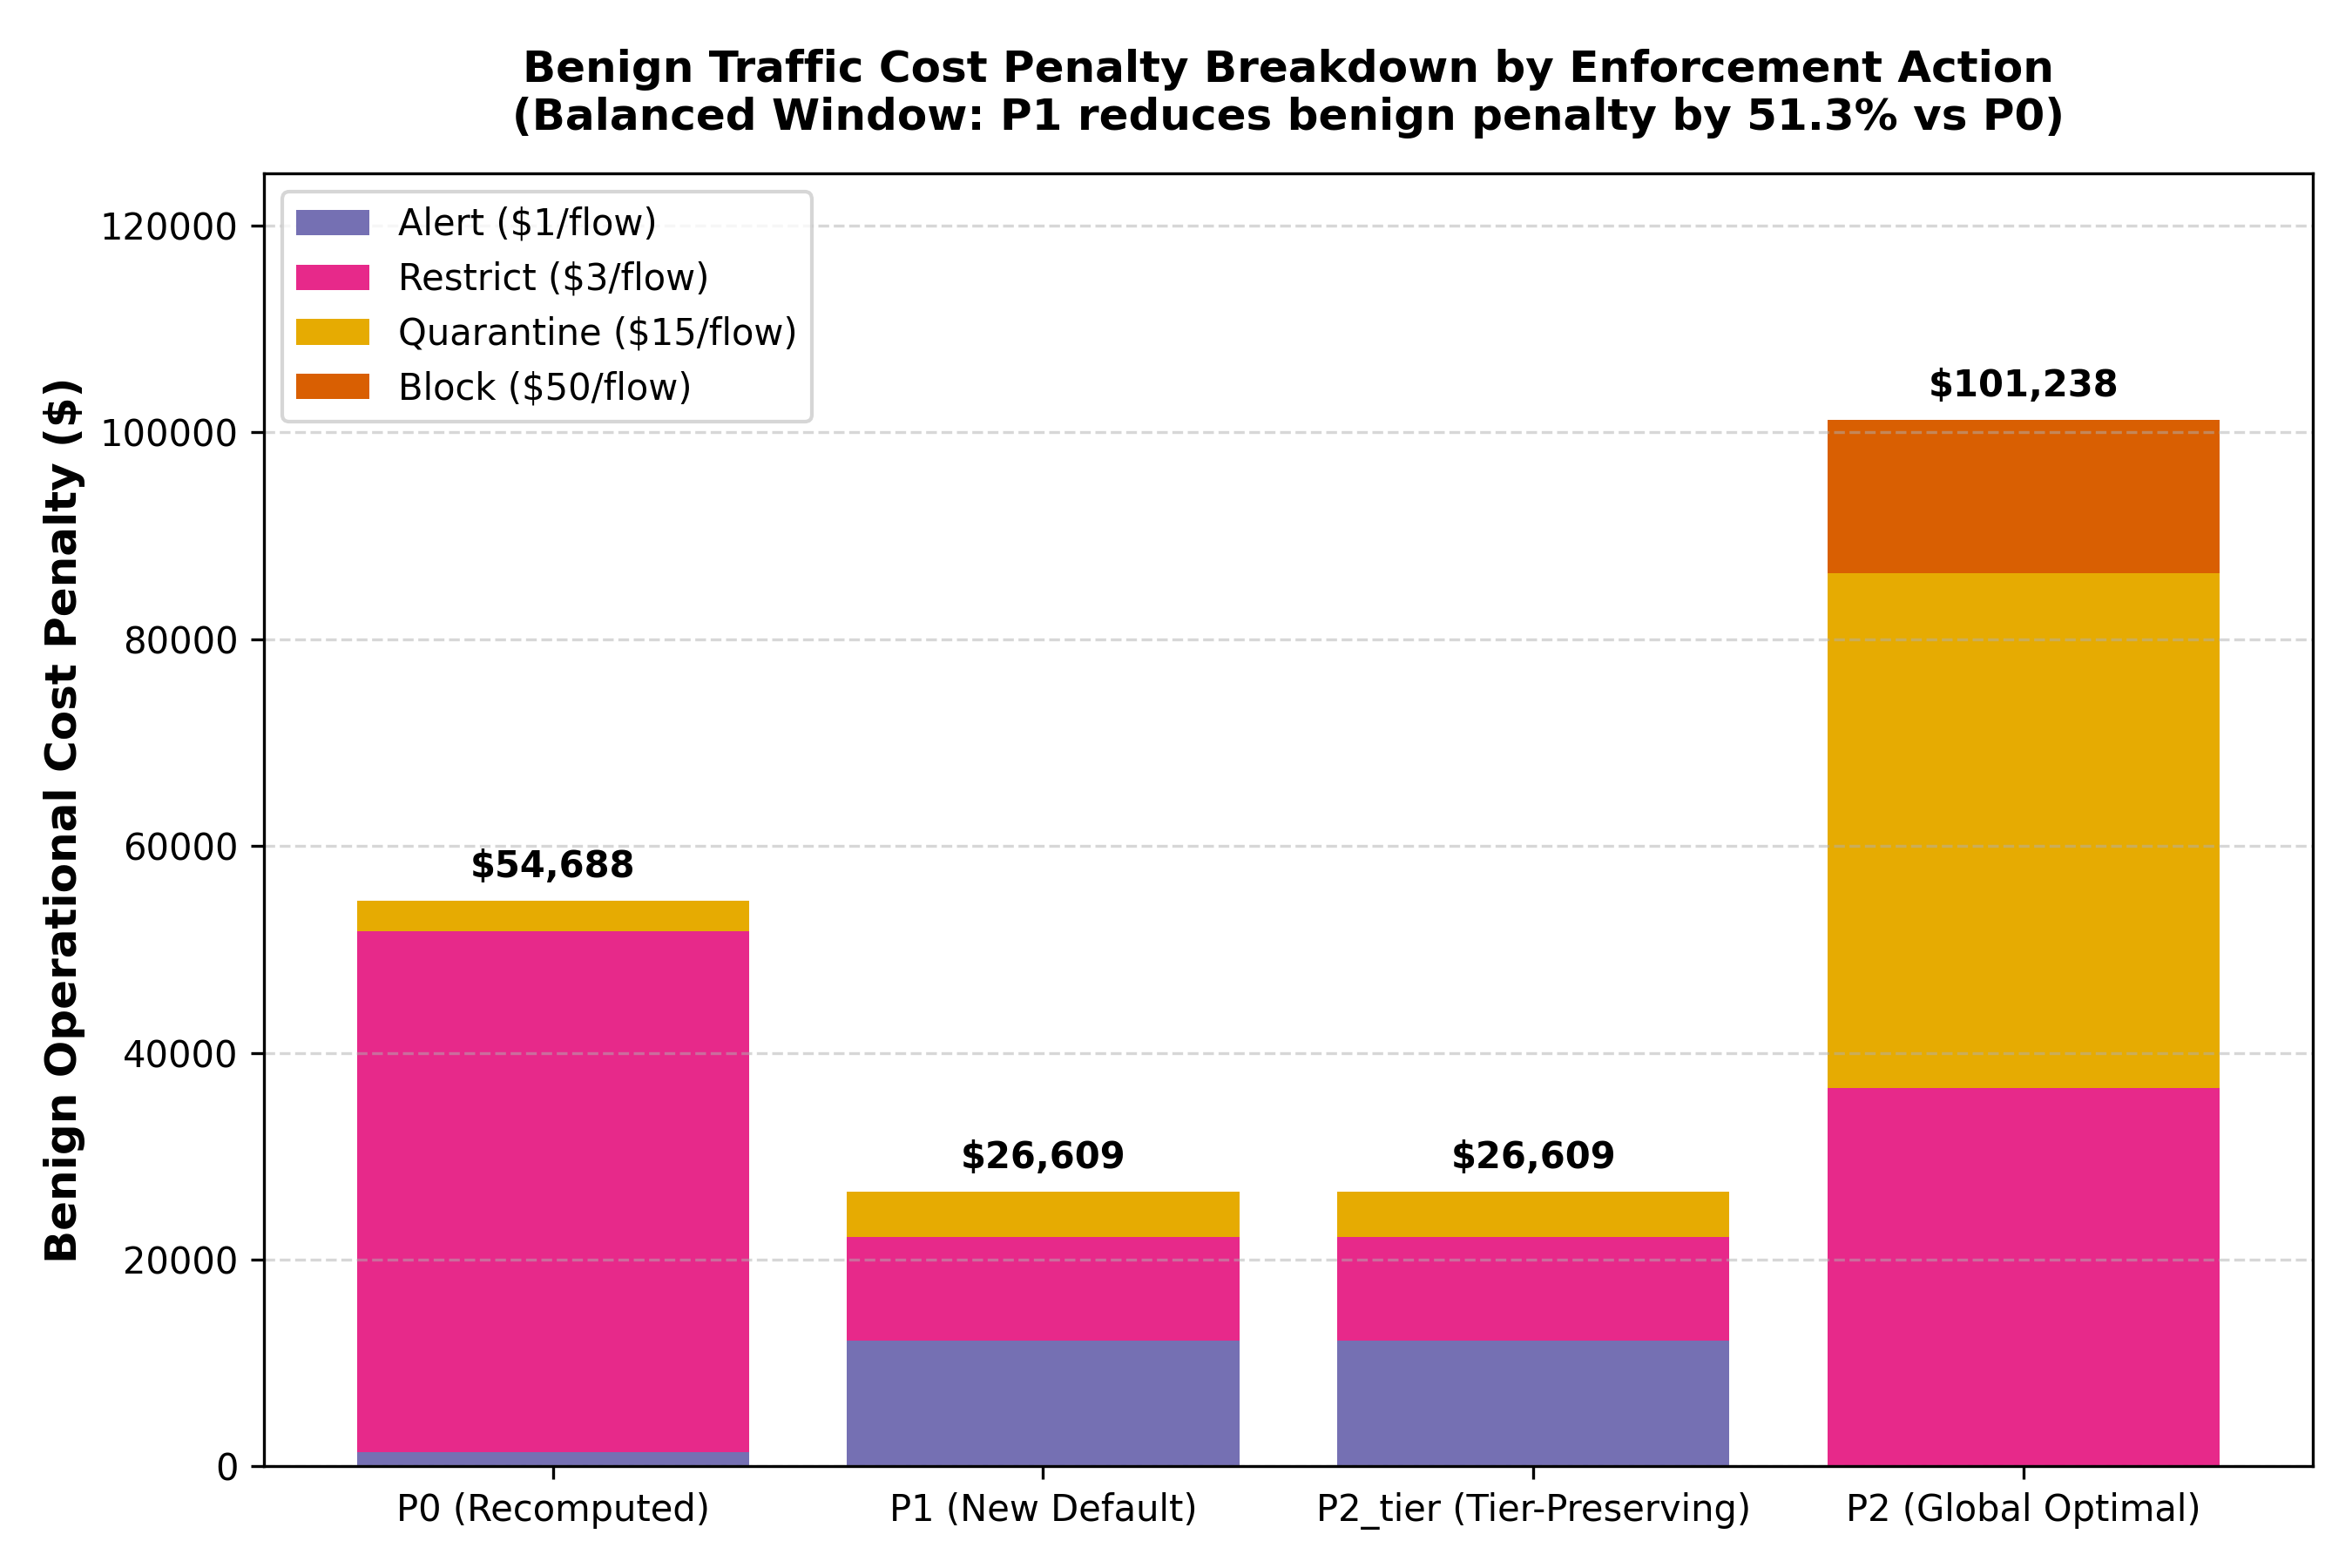 Benign Traffic Cost Penalty Breakdown by Enforcement Action
(Balanced Window: P1 reduces benign penalty by 51.3% vs P0)
Benign Operational Cost Penalty ($)
120000
100000
80000
60000
40000
20000
0
Alert ($1/flow)
Restrict ($3/flow)
Quarantine ($15/flow)
Block ($50/flow)
$54,688
$26,609
$26,609
$101,238
P0 (Recomputed)
P1 (New Default)
P2_tier (Tier-Preserving)
P2 (Global Optimal)